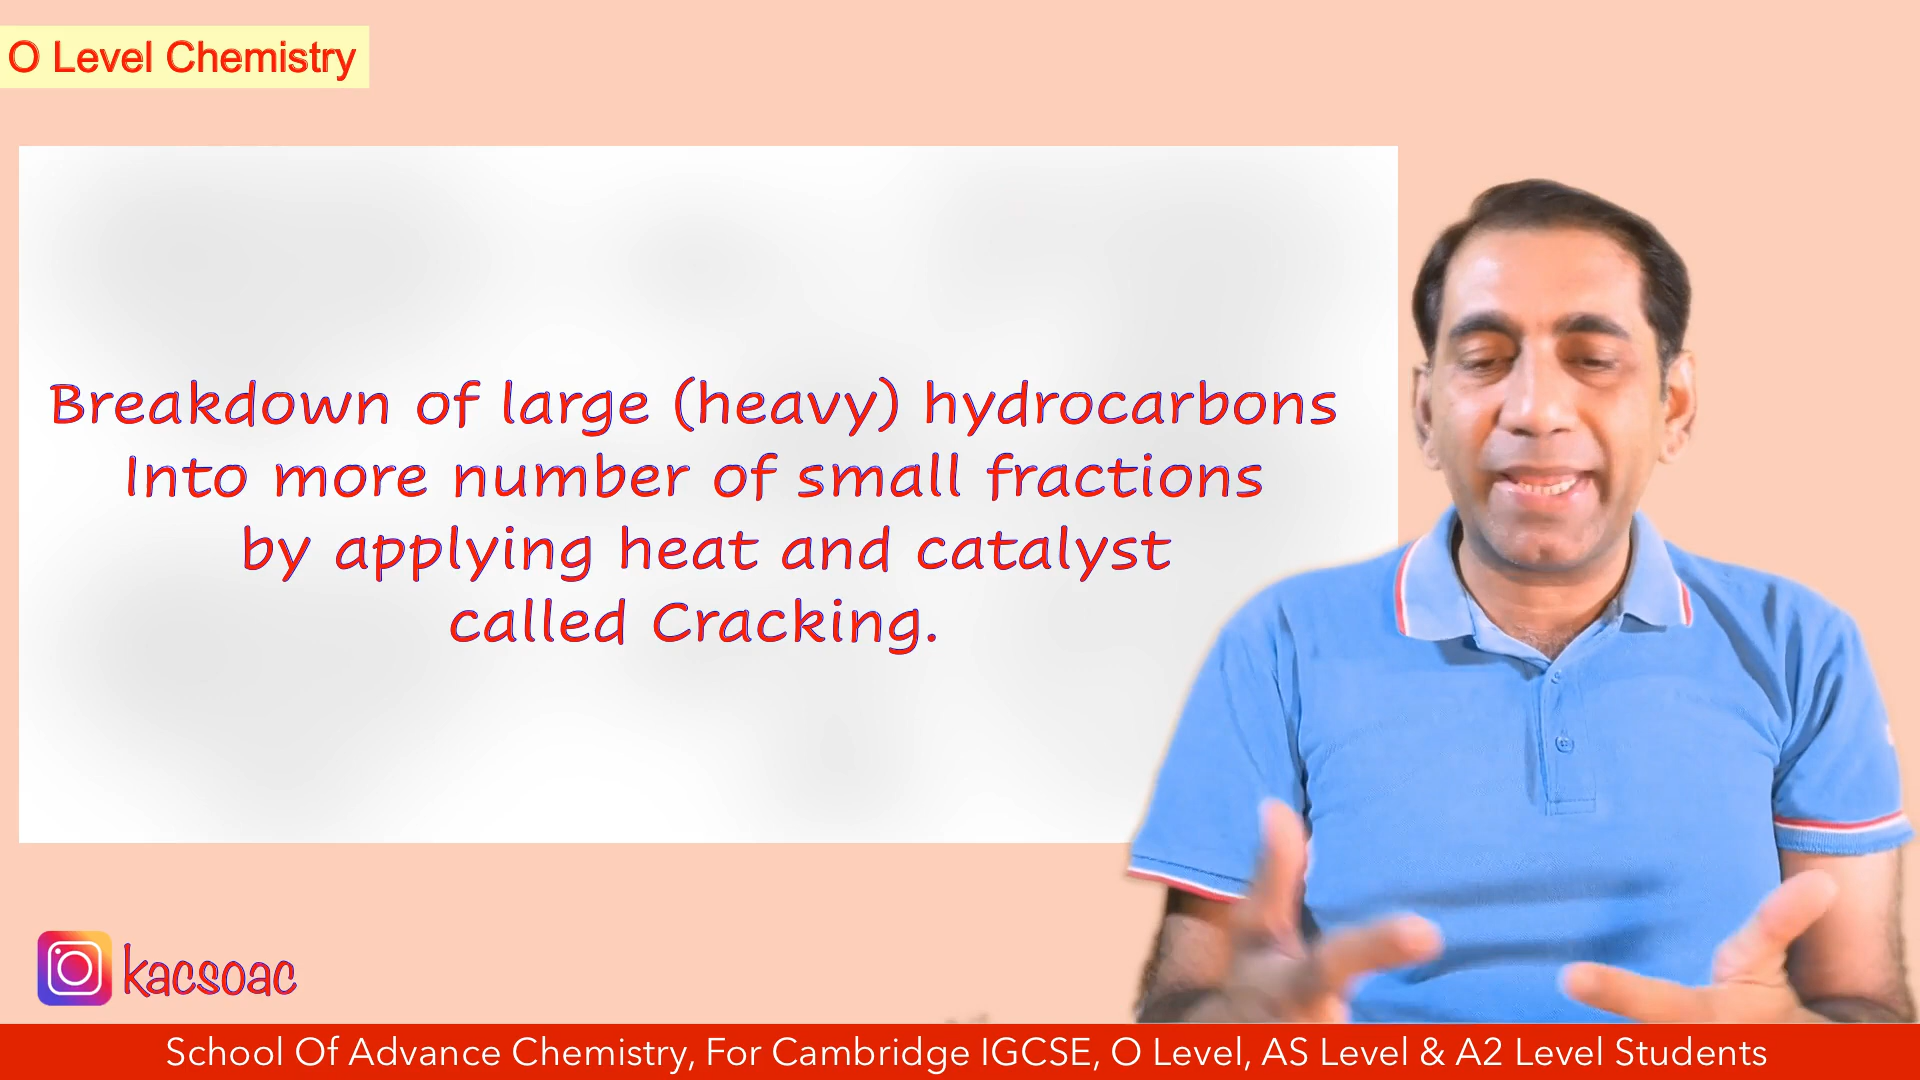 O Level Chemistry
Breakdown of large (heavy) hydrocarbons
Into more number of small fractions
by applying heat and catalyst
called Cracking.
kacsoac
School Of Advance Chemistry, For Cambridge IGCSE, O Level, AS Level & A2 Level Students